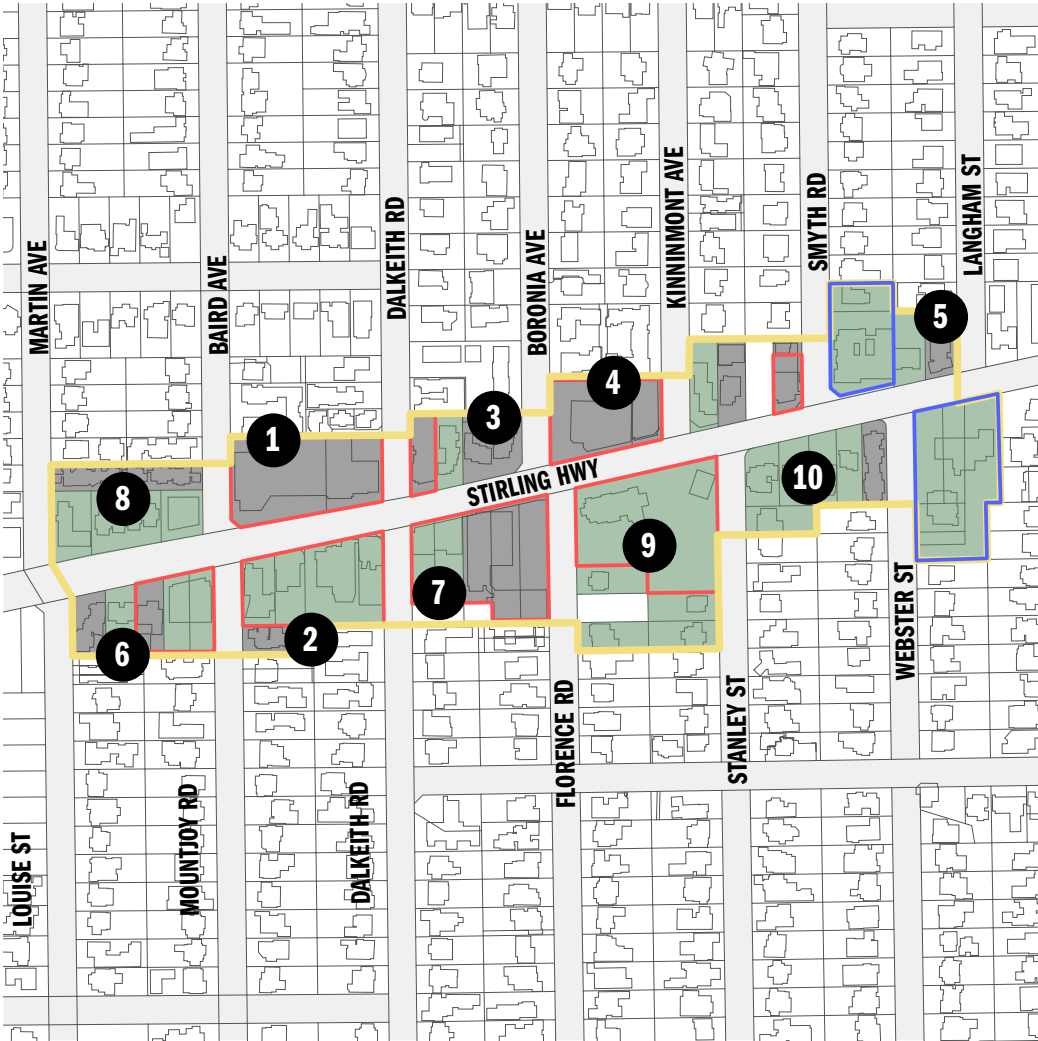 MARTIN AVE
BAIRD AVE
DALKEITH RD
BORONIA AVE
KINNINMONT AVE
SMYTH RD
LANGHAM ST
5
4
1
3
STIRLING HWY
8
10
9
7
6
2
WEBSTER ST
FLORENCE RD
STANLEY ST
LOUISE ST
MOUNTJOY RD
DALKEITH RD